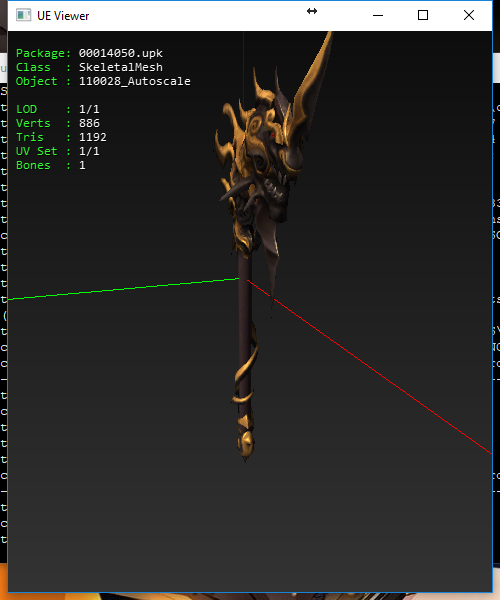 UE Viewer
Package: 00014050.upk
Class  : SkeletalMesh
Object : 110028_Autoscale
LOD    : 1/1
Verts  : 886
Tris   : 1192
UV Set : 1/1
Bones  : 1